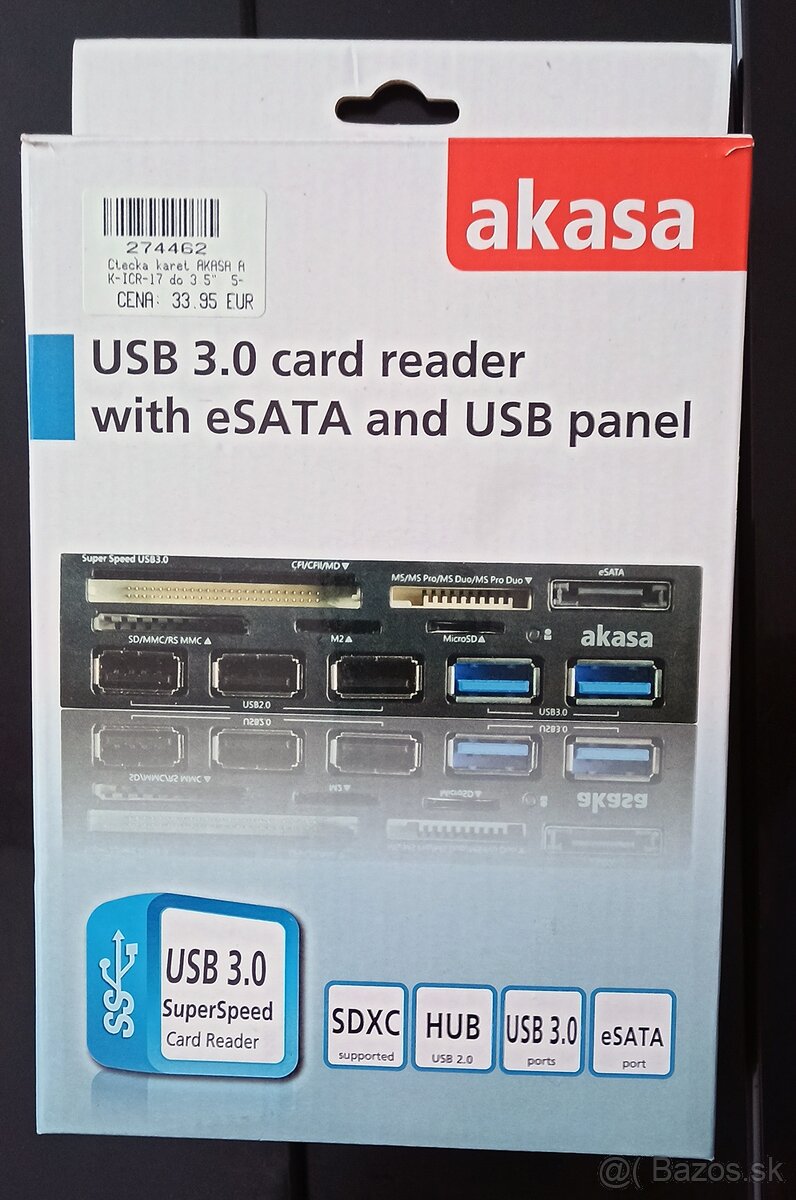 akasa
274462
Ctecka karet AKASA A
K-ICR-17 do 3 5" S-
CENA: 33.95 EUR
USB 3.0 card reader
with eSATA and USB panel
Super Speed USB3.0
CFI/CFII/MD ▼
MS/MS Pro/MS Duo/MS Pro Duo ▼
eSATA
SD/MMC/RS MMC ▲
M2 ▲
MicroSD ▲
akasa
USB2.0
USB3.0
USB 3.0
SuperSpeed
Card Reader
SDXC
supported
HUB
USB 2.0
USB 3.0
ports
eSATA
port
@( Bazos.sk